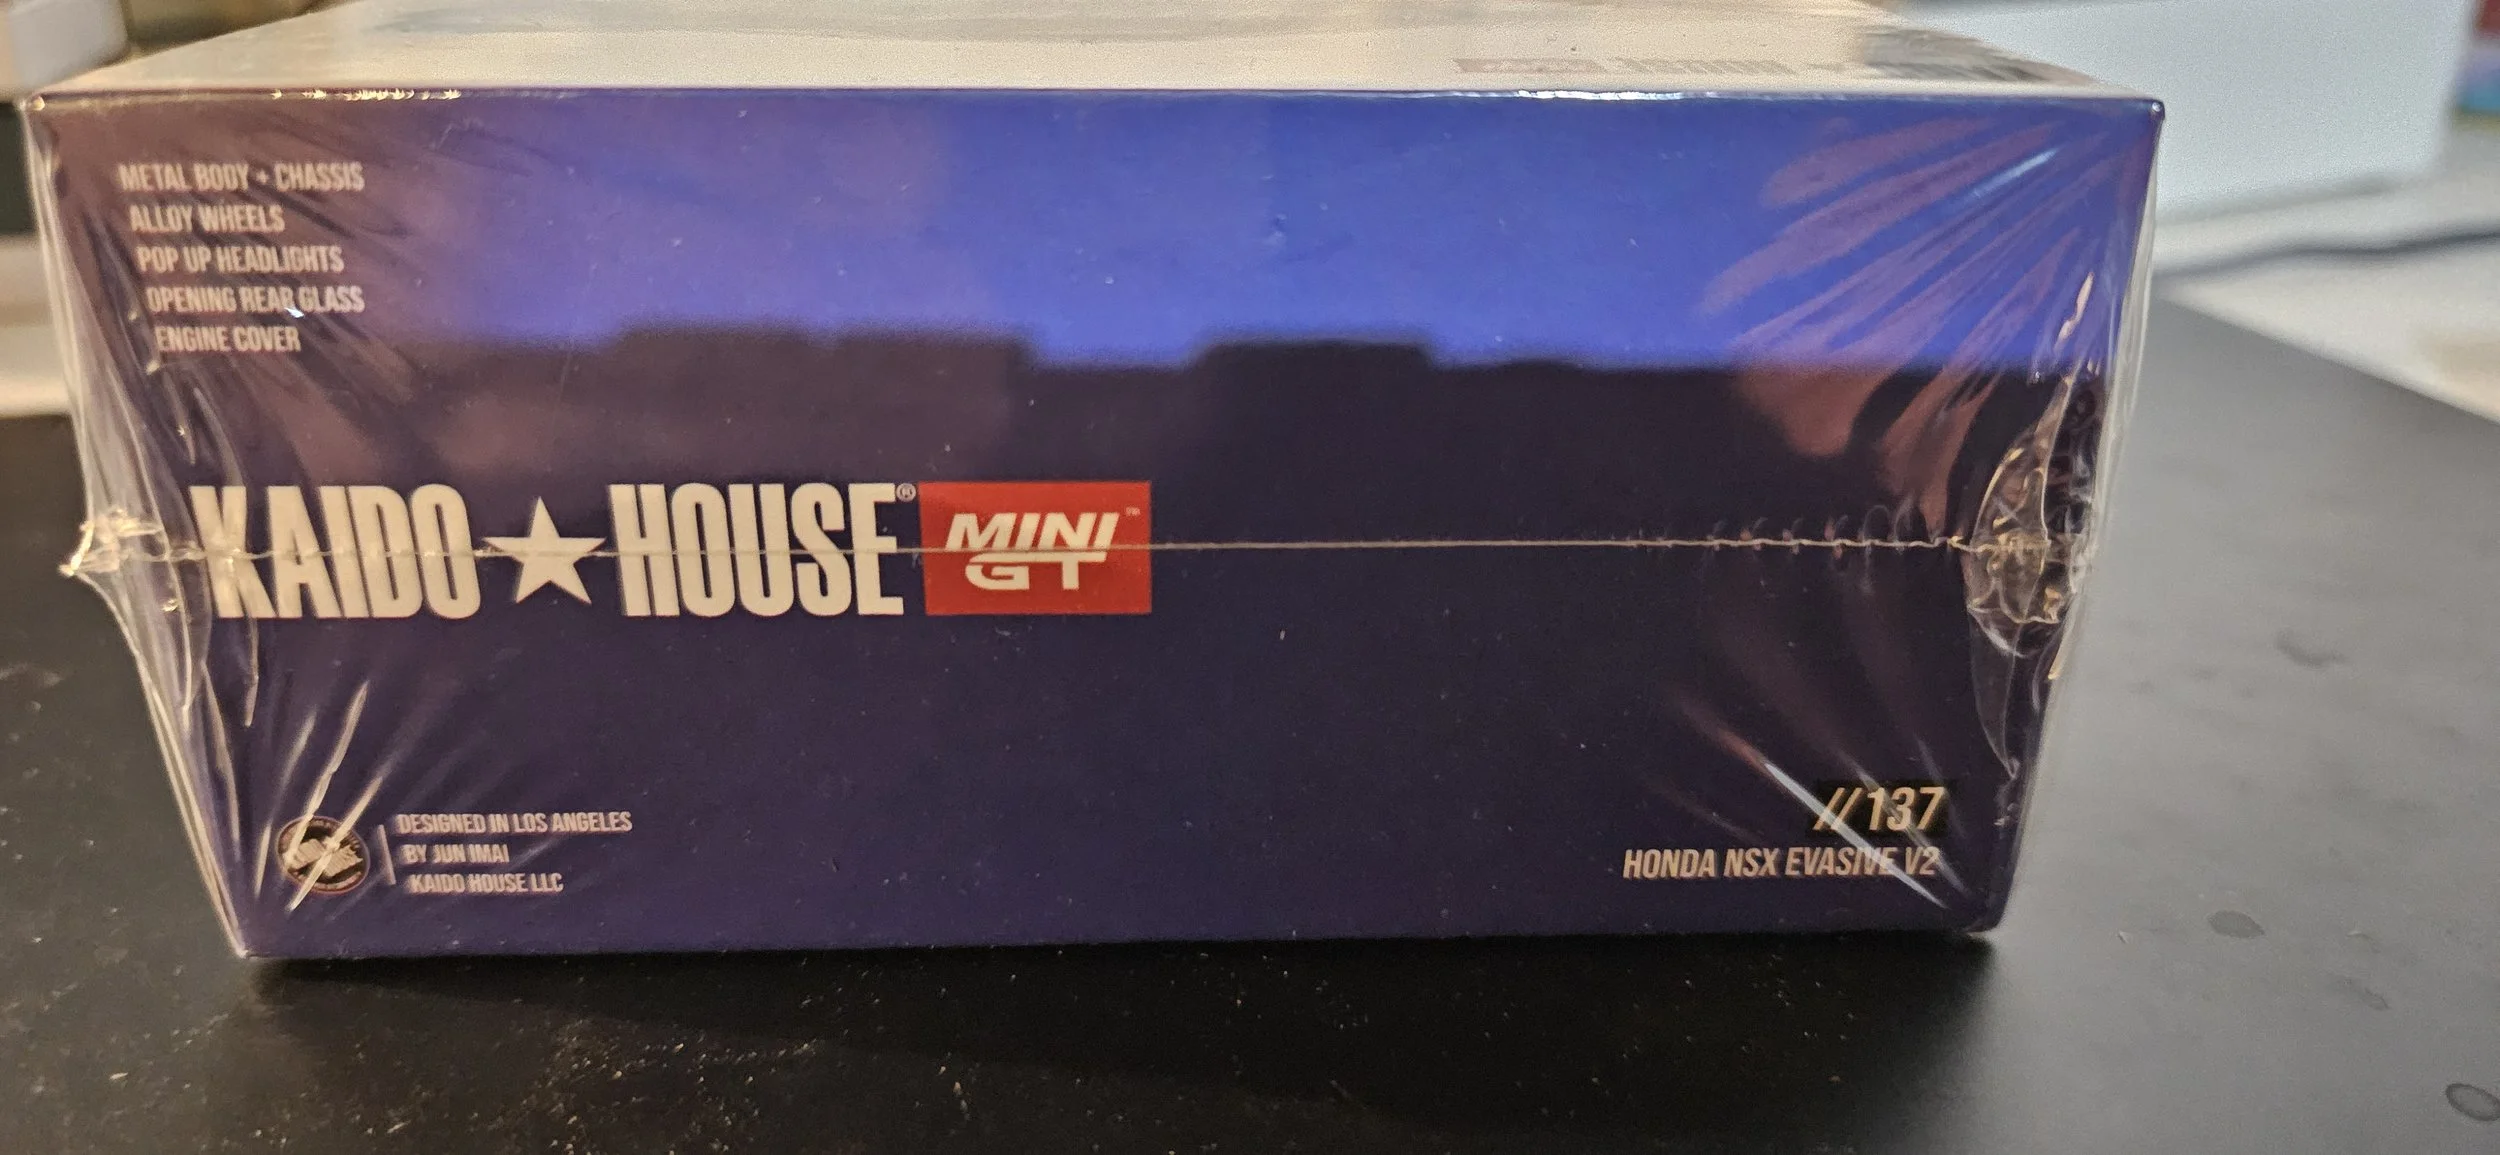 METAL BODY + CHASSIS
ALLOY WHEELS
POP UP HEADLIGHTS
OPENING REAR GLASS
ENGINE COVER
KAIDO★HOUSE® MINI GT™
DESIGNED IN LOS ANGELES
BY JUN IMAI
KAIDO HOUSE LLC
//137
HONDA NSX EVASIVE V2